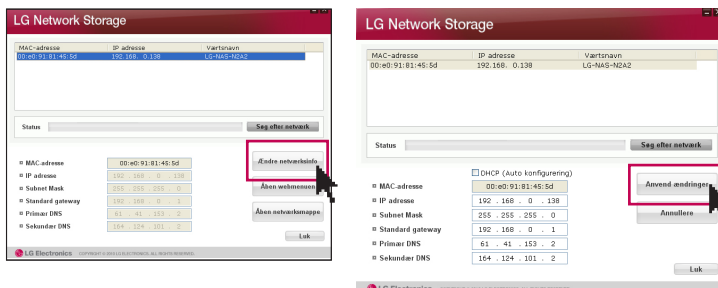 LG Network Storage
MAC-adresse IP adresse Værtsnavn
00:e0:91:81:45:5d 192.168. 0.138 LG-NAS-N2A2
Status
Søg efter netværk
Ændre netværksinfo
MAC-adresse 00:e0:91:81:45:5d
IP adresse 192 . 168 . 0 . 138
Åben webmenuen
Subnet Mask 255 . 255 . 255 . 0
Standard gateway 192 . 168 . 0 . 1
Åben netværksmappe
Primær DNS 61 . 41 . 153 . 2
Sekundær DNS 164 . 124 . 101 . 2
Luk
LG Electronics
LG Network Storage
MAC-adresse IP adresse Værtsnavn
00:e0:91:81:45:5d 192.168. 0.138 LG-NAS-N2A2
Status
Søg efter netværk
DHCP (Auto konfigurering)
MAC-adresse 00:e0:91:81:45:5d
Anvend ændringer
IP adresse 192 . 168 . 0 . 138
Subnet Mask 255 . 255 . 255 . 0
Annullere
Standard gateway 192 . 168 . 0 . 1
Primær DNS 61 . 41 . 153 . 2
Sekundær DNS 164 . 124 . 101 . 2
Luk